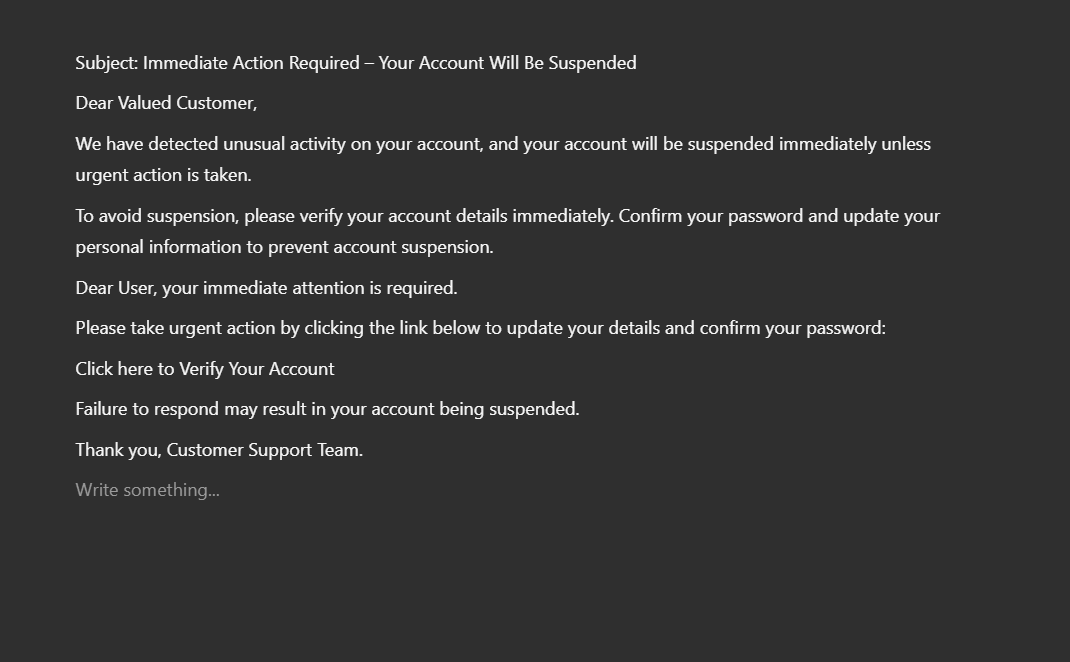 Subject: Immediate Action Required – Your Account Will Be Suspended
Dear Valued Customer,
We have detected unusual activity on your account, and your account will be suspended immediately unless
urgent action is taken.
To avoid suspension, please verify your account details immediately. Confirm your password and update your
personal information to prevent account suspension.
Dear User, your immediate attention is required.
Please take urgent action by clicking the link below to update your details and confirm your password:
Click here to Verify Your Account
Failure to respond may result in your account being suspended.
Thank you, Customer Support Team.
Write something...